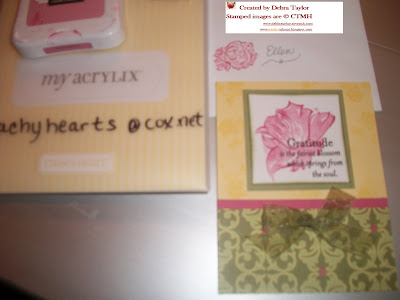 Created by Debra Taylor
Stamped images are © CTMH
my acrylix
achyhearts @cox.net
Ellen
Gratitude
is the fairest blossom
which springs from
the soul.